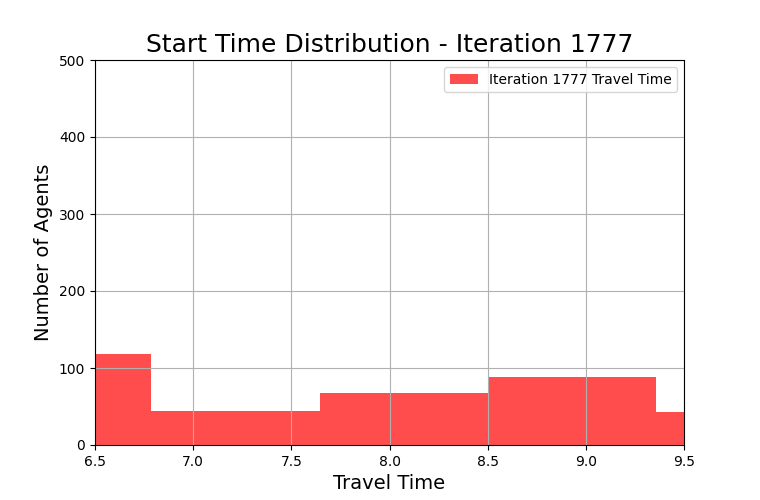 Start Time Distribution - Iteration 1777
500
400
300
200
100
0
Number of Agents
Iteration 1777 Travel Time
6.5 7.0 7.5 8.0 8.5 9.0 9.5
Travel Time